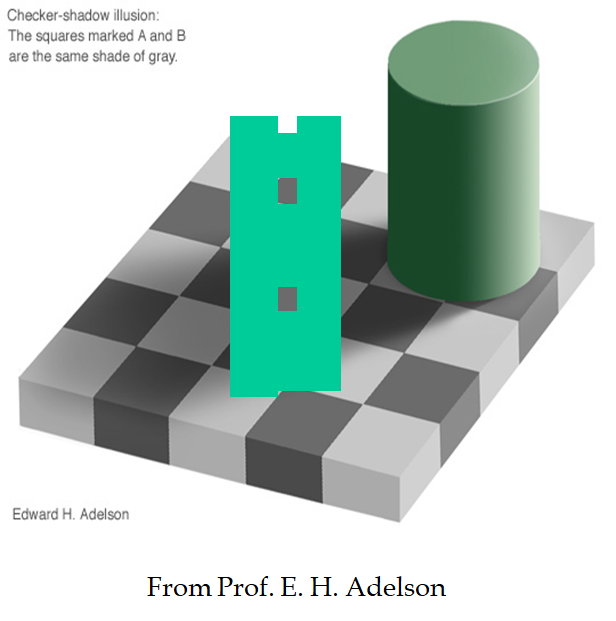 Checker-shadow illusion:
The squares marked A and B
are the same shade of gray.
Edward H. Adelson
From Prof. E. H. Adelson